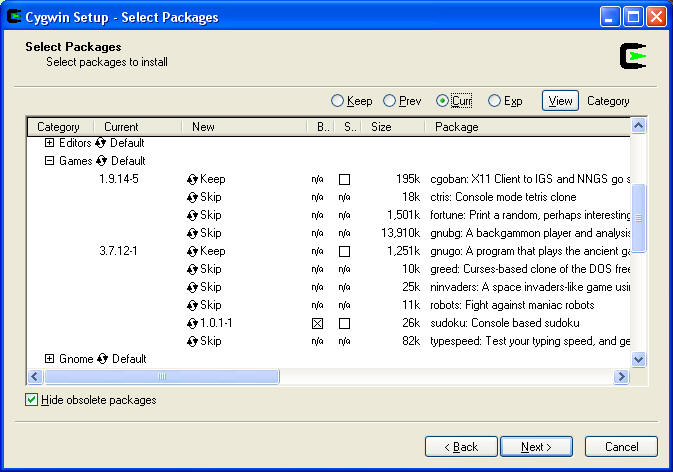 Cygwin Setup - Select Packages
Select Packages
Select packages to install
Keep Prev Curr Exp View Category
Category Current New B.. S.. Size Package
Editors Default
Games Default
1.9.14-5 Keep n/a 195k cgoban: X11 Client to IGS and NNGS go s
Skip n/a n/a 18k ctris: Console mode tetris clone
Skip n/a n/a 1,501k fortune: Print a random, perhaps interesting
Skip n/a n/a 13,910k gnubg: A backgammon player and analysis
3.7.12-1 Keep n/a 1,251k gnugo: A program that plays the ancient ga
Skip n/a n/a 10k greed: Curses-based clone of the DOS free
Skip n/a n/a 25k ninvaders: A space invaders-like game usin
Skip n/a n/a 11k robots: Fight against maniac robots
1.0.1-1 26k sudoku: Console based sudoku
Skip n/a n/a 82k typespeed: Test your typing speed, and ge
Gnome Default
Hide obsolete packages
< Back Next > Cancel